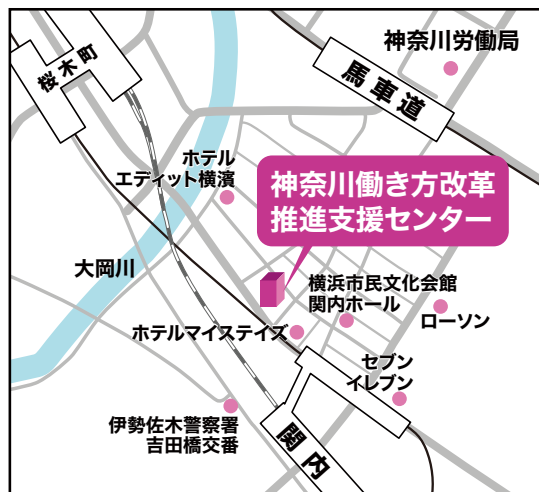 神奈川労働局
桜木町
馬車道
ホテル
エディット横濱
神奈川働き方改革
推進支援センター
大岡川
横浜市民文化会館
関内ホール
ローソン
ホテルマイステイズ
セブン
イレブン
伊勢佐木警察署
吉田橋交番
関内